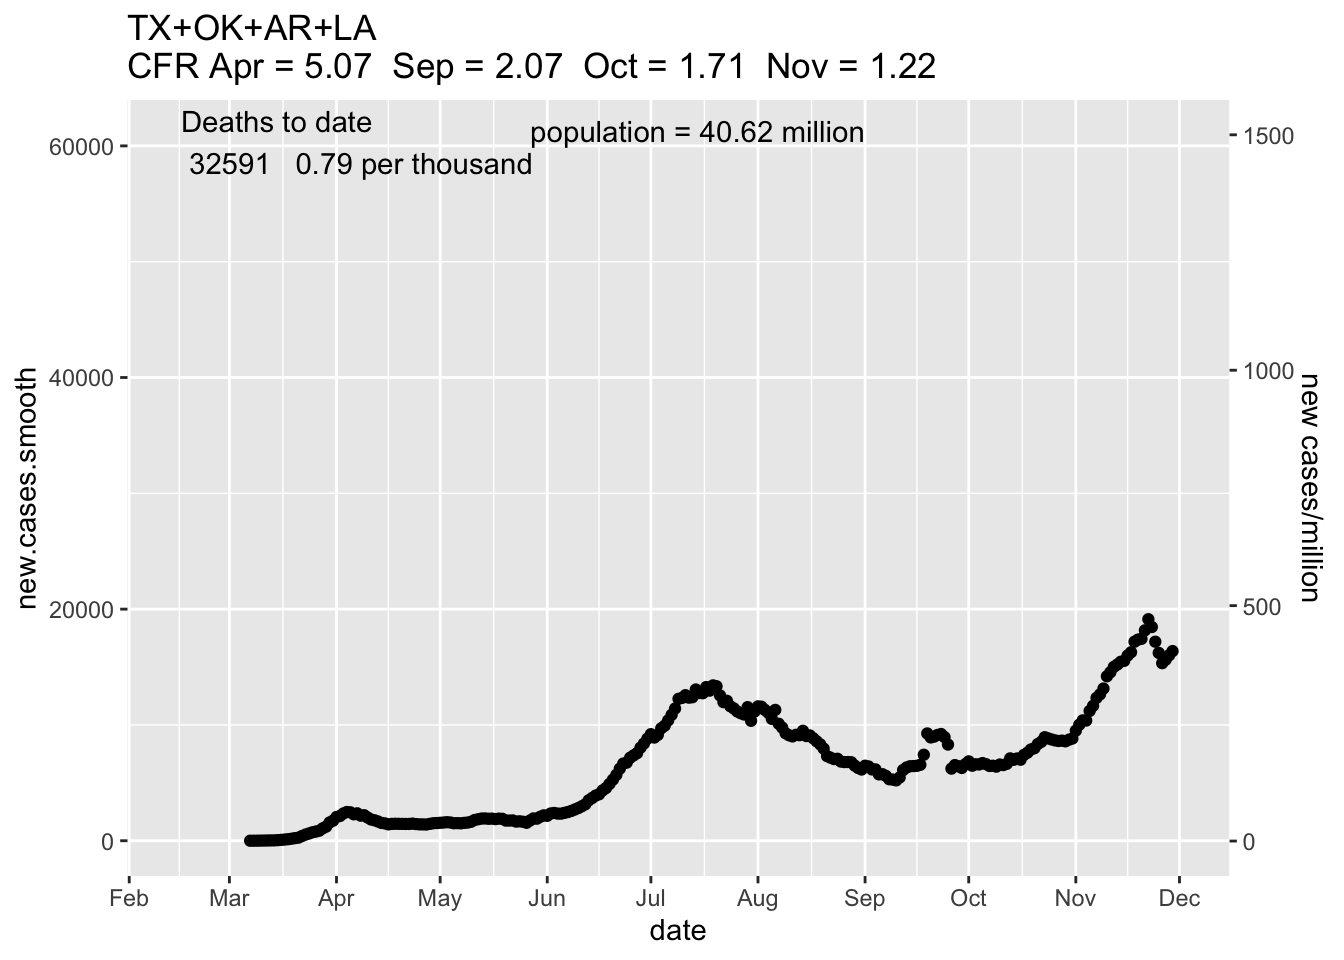 TX+OK+AR+LA
CFR Apr = 5.07  Sep = 2.07  Oct = 1.71  Nov = 1.22
Deaths to date
32591   0.79 per thousand
population = 40.62 million
60000
40000
20000
0
new.cases.smooth
1500
1000
500
0
new cases/million
Feb Mar Apr May Jun Jul Aug Sep Oct Nov Dec
date